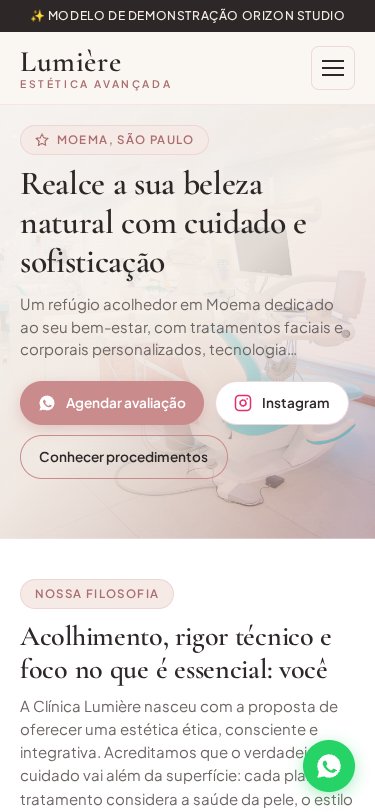 ✨ MODELO DE DEMONSTRAÇÃO ORIZON STUDIO
Lumière
ESTÉTICA AVANÇADA
MOEMA, SÃO PAULO
Realce a sua beleza
natural com cuidado e
sofisticação
Um refúgio acolhedor em Moema dedicado
ao seu bem-estar, com tratamentos faciais e
corporais personalizados, tecnologia…
Agendar avaliação
Instagram
Conhecer procedimentos
NOSSA FILOSOFIA
Acolhimento, rigor técnico e
foco no que é essencial: você
A Clínica Lumière nasceu com a proposta de
oferecer uma estética ética, consciente e
integrativa. Acreditamos que o verdadei
cuidado vai além da superfície: cada pla
tratamento considera a saúde da pele, o estilo